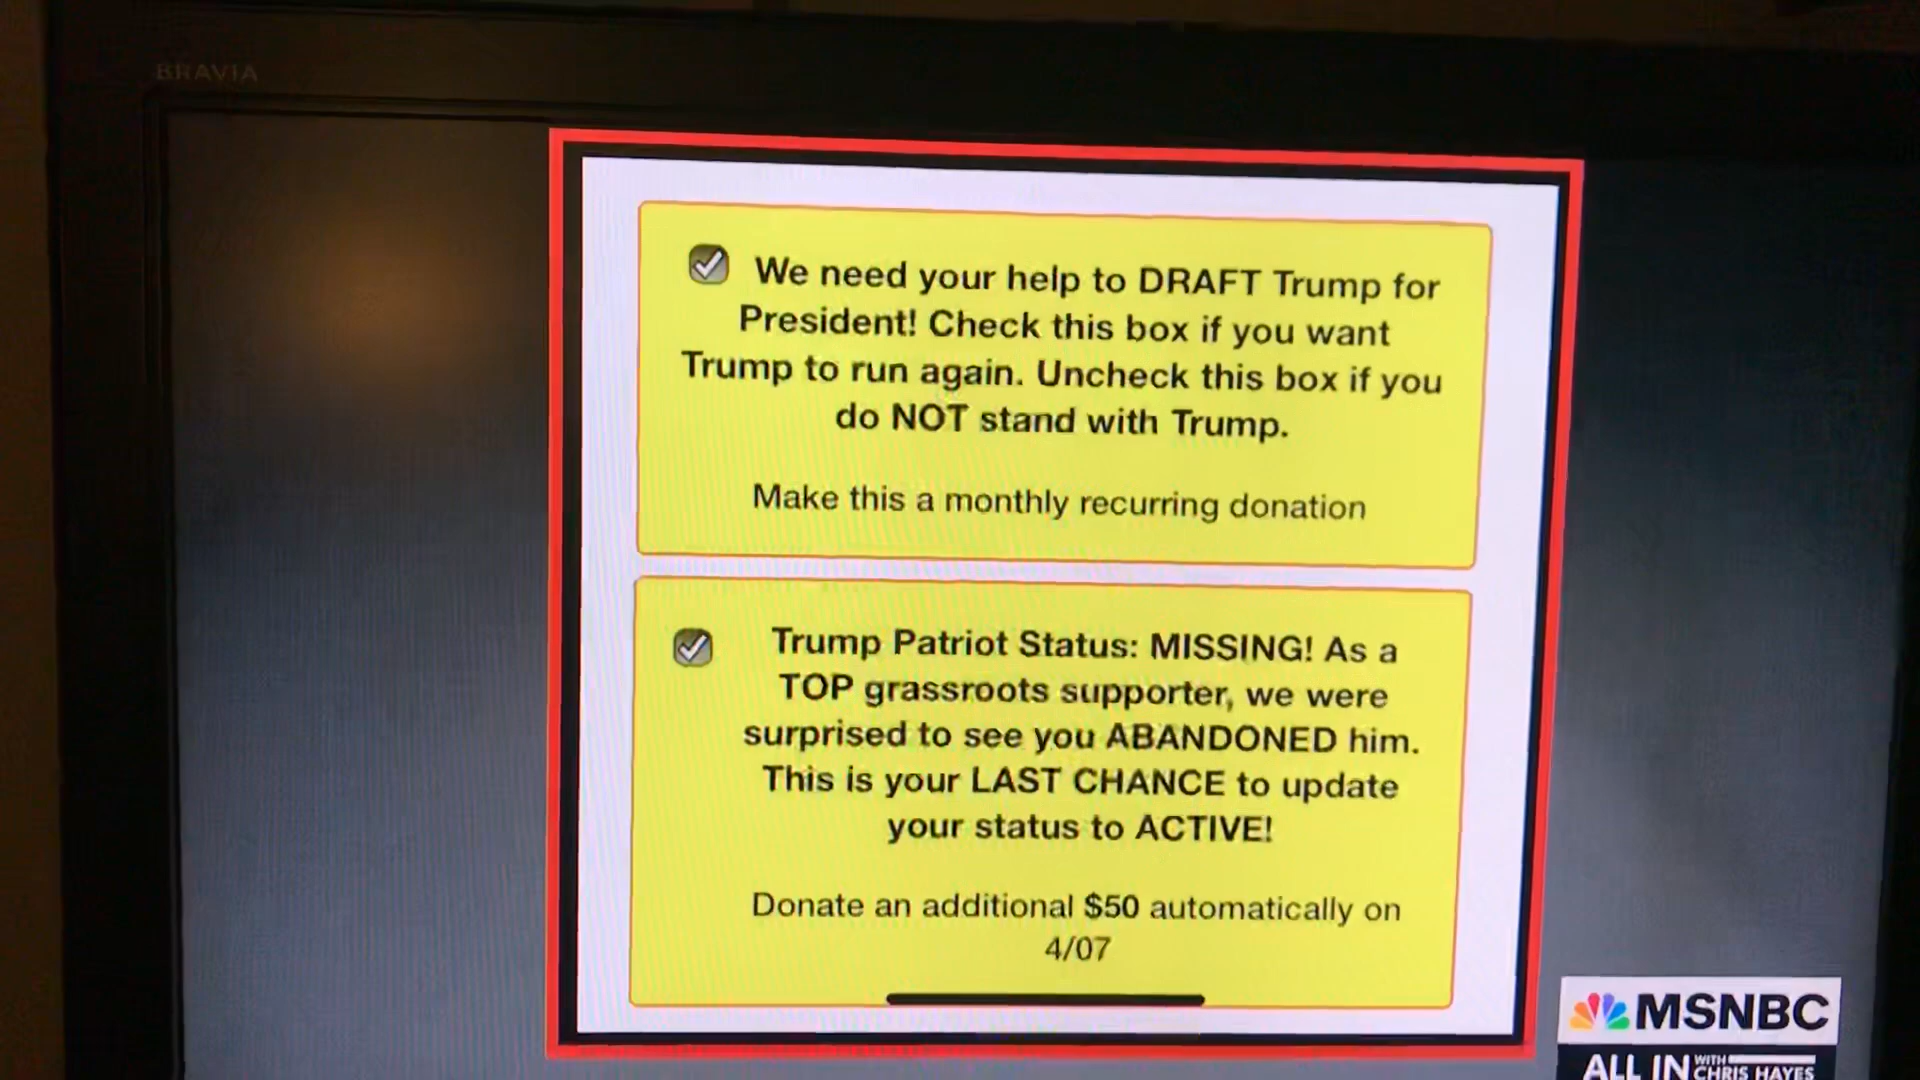 BRAVIA
We need your help to DRAFT Trump for
President! Check this box if you want
Trump to run again. Uncheck this box if you
do NOT stand with Trump.
Make this a monthly recurring donation
Trump Patriot Status: MISSING! As a
TOP grassroots supporter, we were
surprised to see you ABANDONED him.
This is your LAST CHANCE to update
your status to ACTIVE!
Donate an additional $50 automatically on
4/07
MSNBC
ALL IN WITH CHRIS HAYES